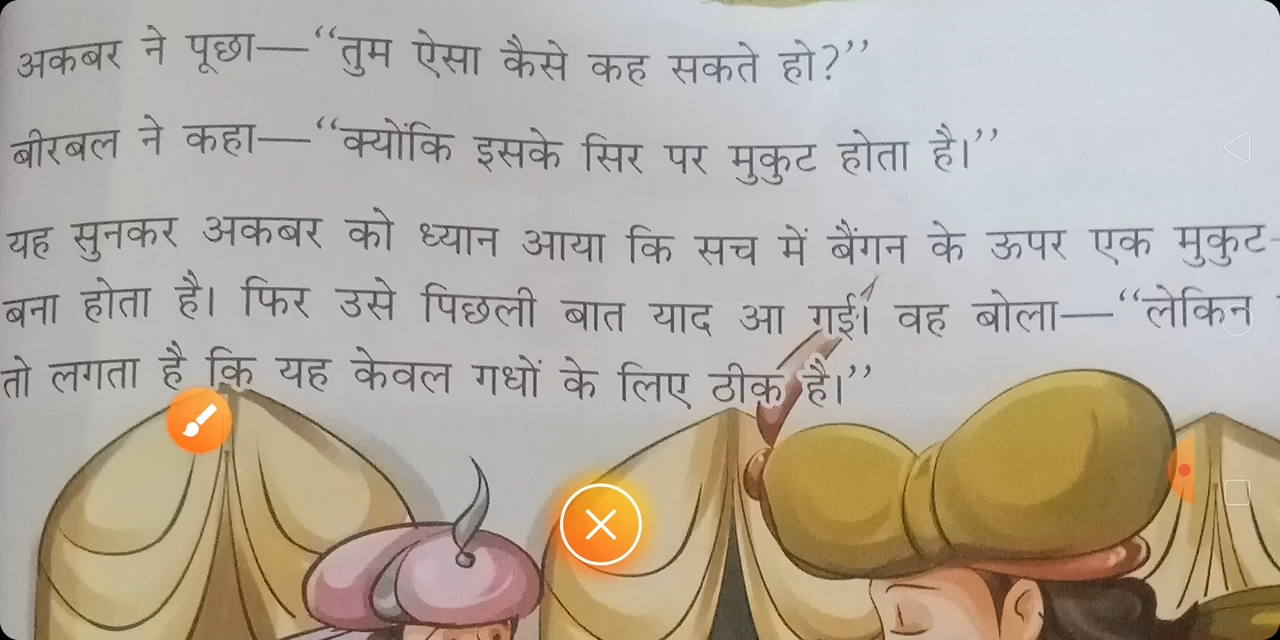 अकबर ने पूछा—“तुम ऐसा कैसे कह सकते हो?”
बीरबल ने कहा—“क्योंकि इसके सिर पर मुकुट होता है।”
यह सुनकर अकबर को ध्यान आया कि सच में बैंगन के ऊपर एक मुकुट-
बना होता है। फिर उसे पिछली बात याद आ गई। वह बोला—“लेकिन
तो लगता है कि यह केवल गधों के लिए ठीक है।”